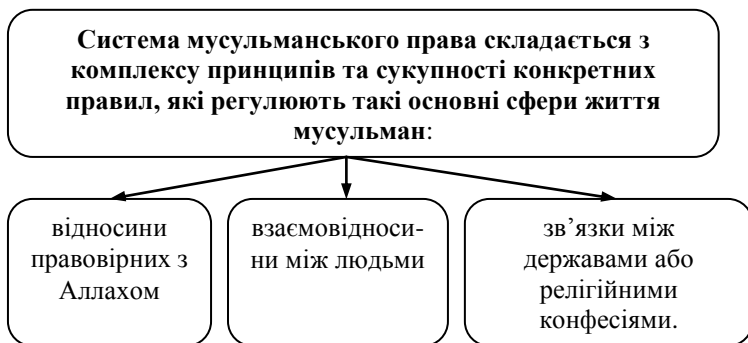 Система мусульманського права складається з
комплексу принципів та сукупності конкретних
правил, які регулюють такі основні сфери життя
мусульман:
відносини
правовірних з
Аллахом
взаємовідноси-
ни між людьми
зв’язки між
державами або
релігійними
конфесіями.